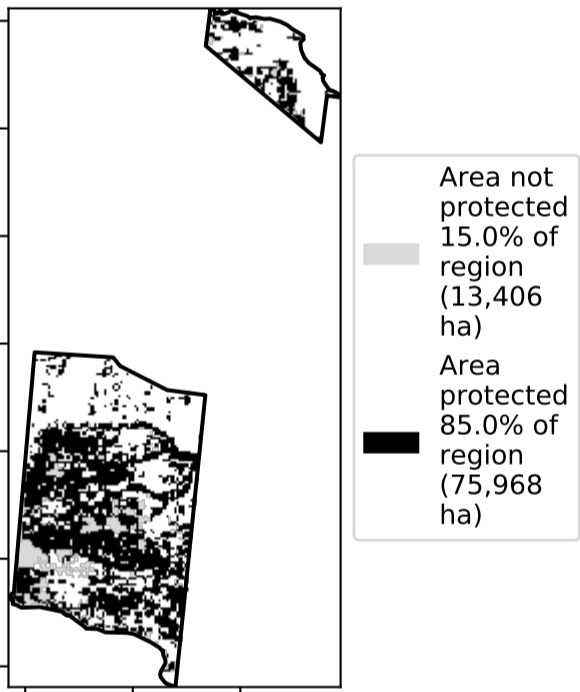 Area not
protected
15.0% of
region
(13,406
ha)
Area
protected
85.0% of
region
(75,968
ha)